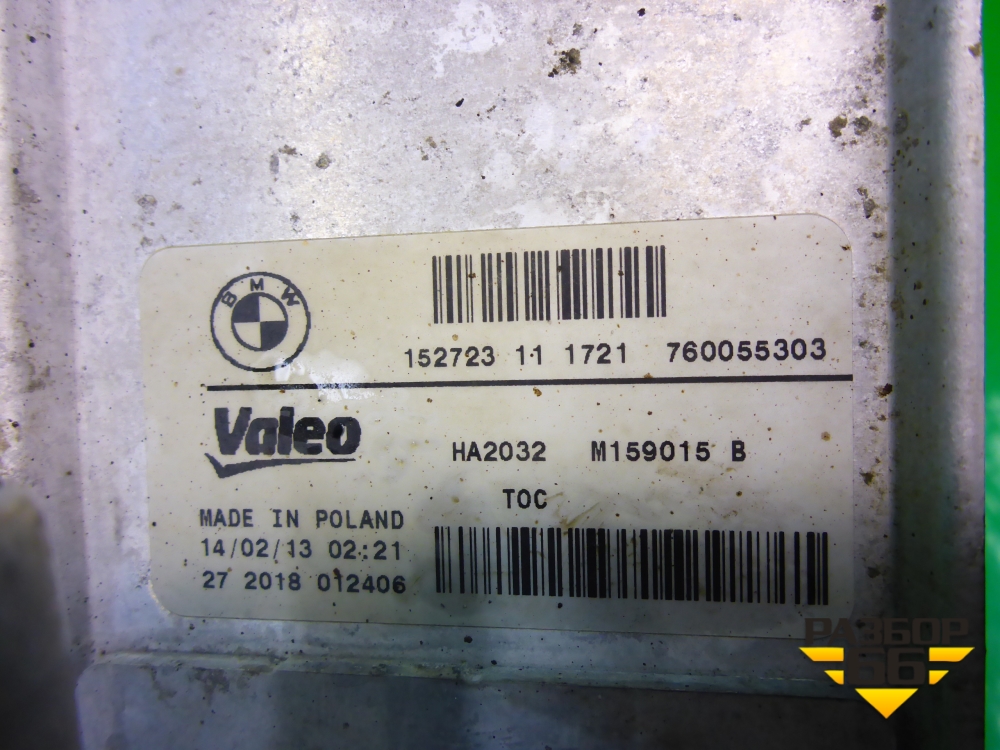 BMW
152723 11 1721 760055303
Valeo
HA2032 M159015 B
TOC
MADE IN POLAND
14/02/13 02:21
27 2018 012406
РАЗБОР
66